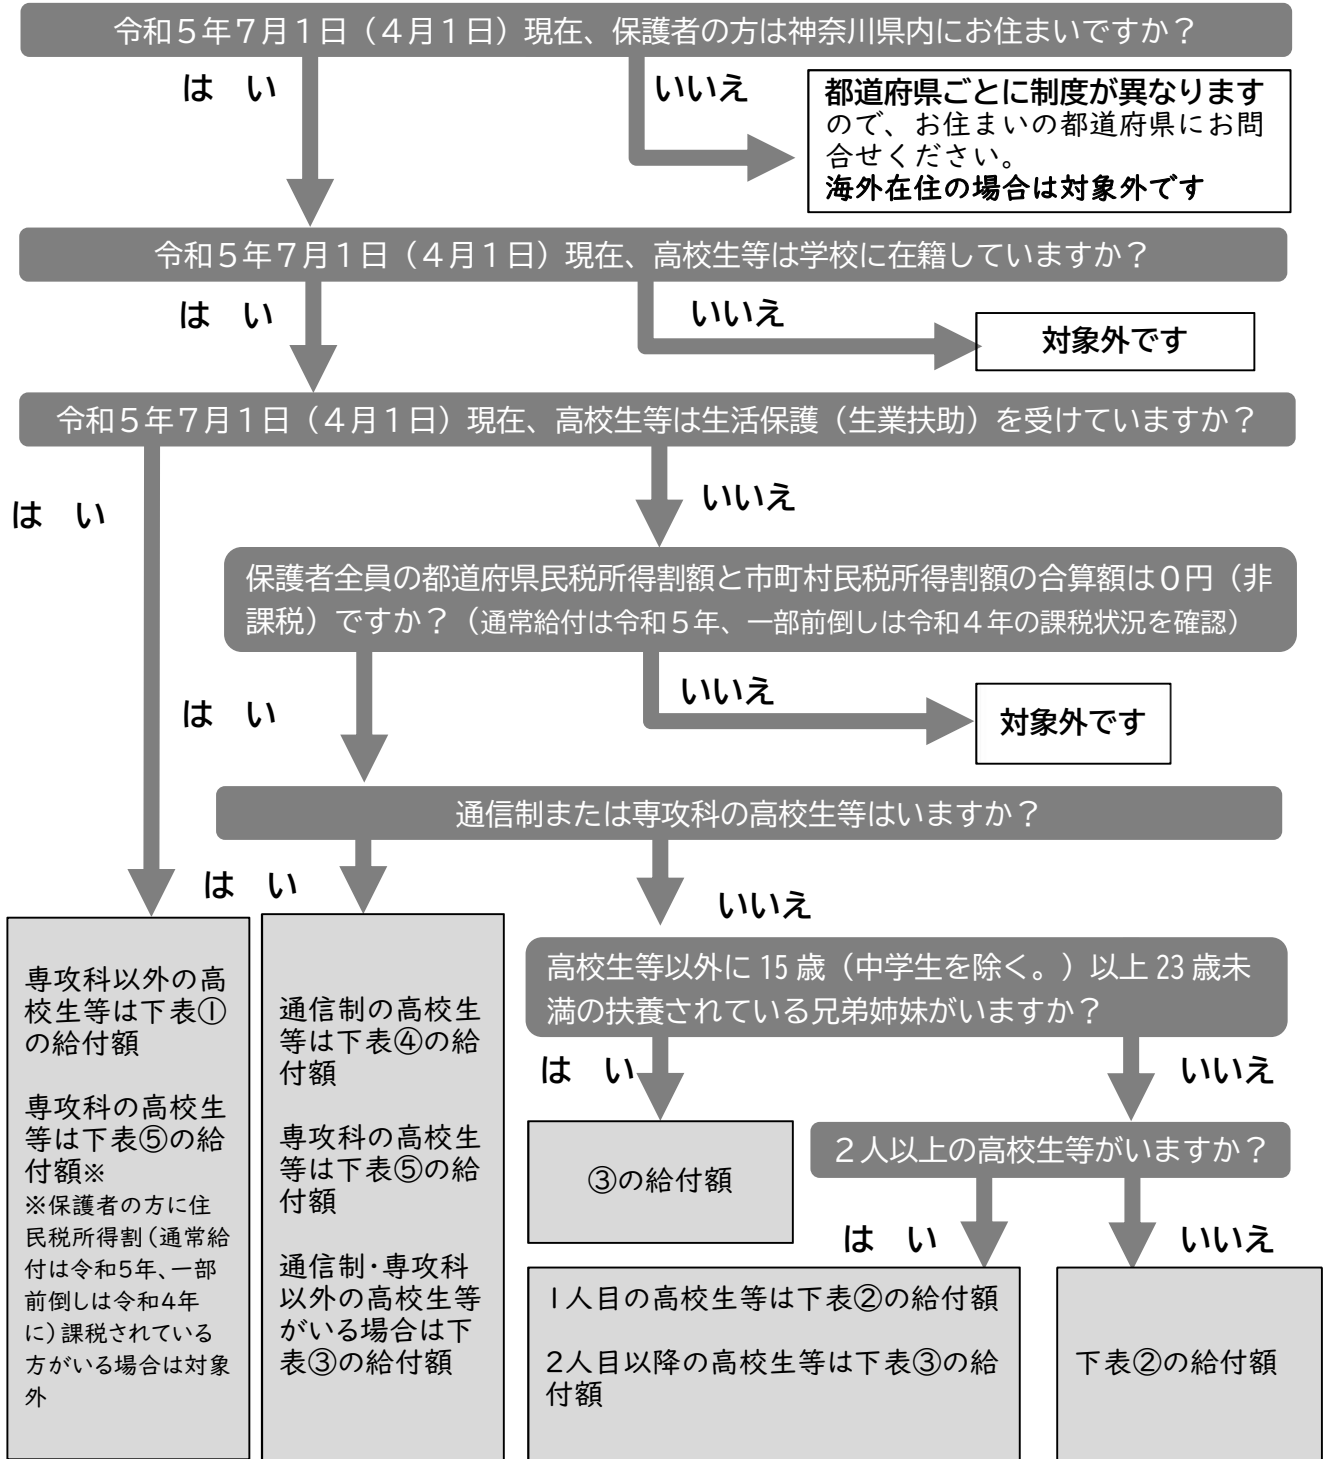 令和５年７月１日（４月１日）現在、保護者の方は神奈川県内にお住まいですか？
は　い
いいえ
都道府県ごとに制度が異なります
ので、お住まいの都道府県にお問
合せください。
海外在住の場合は対象外です
令和５年７月１日（４月１日）現在、高校生等は学校に在籍していますか？
は　い
いいえ
対象外です
令和５年７月１日（４月１日）現在、高校生等は生活保護（生業扶助）を受けていますか？
は　い
いいえ
保護者全員の都道府県民税所得割額と市町村民税所得割額の合算額は０円（非
課税）ですか？（通常給付は令和５年、一部前倒しは令和４年の課税状況を確認）
は　い
いいえ
対象外です
通信制または専攻科の高校生等はいますか？
は　い
いいえ
専攻科以外の高
校生等は下表①
の給付額
専攻科の高校生
等は下表⑤の給
付額※
※保護者の方に住
民税所得割（通常給
付は令和5年、一部
前倒しは令和4年
に）課税されている
方がいる場合は対象
外
通信制の高校生
等は下表④の給
付額
専攻科の高校生
等は下表⑤の給
付額
通信制・専攻科
以外の高校生等
がいる場合は下
表③の給付額
高校生等以外に 15 歳（中学生を除く。）以上 23 歳未
満の扶養されている兄弟姉妹がいますか？
は　い
いいえ
③の給付額
２人以上の高校生等がいますか？
は　い
いいえ
1人目の高校生等は下表②の給付額
2人目以降の高校生等は下表③の給
付額
下表②の給付額